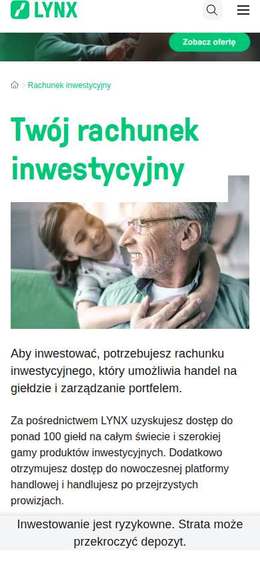 LYNX
Zobacz ofertę
Rachunek inwestycyjny
Twój rachunek
inwestycyjny
Aby inwestować, potrzebujesz rachunku
inwestycyjnego, który umożliwia handel na
giełdzie i zarządzanie portfelem.
Za pośrednictwem LYNX uzyskujesz dostęp do
ponad 100 giełd na całym świecie i szerokiej
gamy produktów inwestycyjnych. Dodatkowo
otrzymujesz dostęp do nowoczesnej platformy
handlowej i handlujesz po przejrzystych
prowizjach.
Inwestowanie jest ryzykowne. Strata może
przekroczyć depozyt.